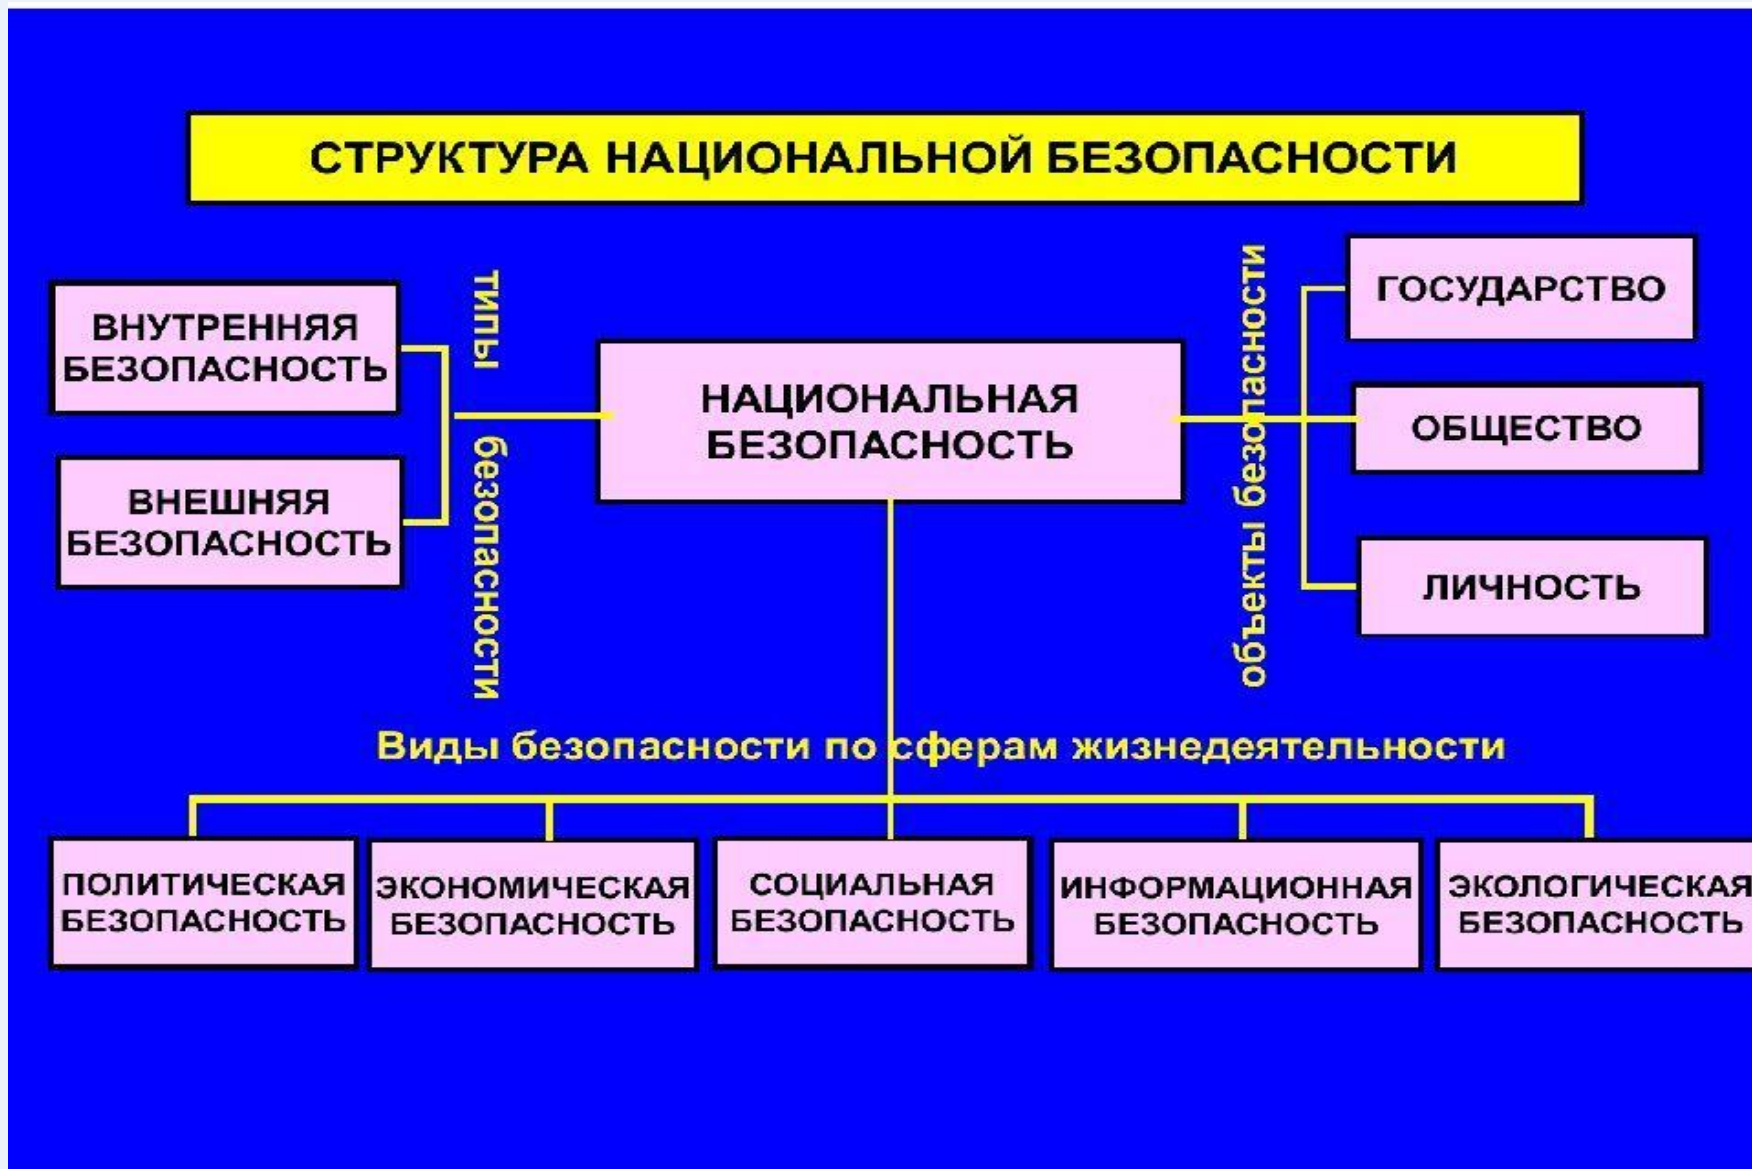 СТРУКТУРА НАЦИОНАЛЬНОЙ БЕЗОПАСНОСТИ
ВНУТРЕННЯЯ
БЕЗОПАСНОСТЬ
ВНЕШНЯЯ
БЕЗОПАСНОСТЬ
типы безопасности
НАЦИОНАЛЬНАЯ
БЕЗОПАСНОСТЬ
объекты безопасности
ГОСУДАРСТВО
ОБЩЕСТВО
ЛИЧНОСТЬ
Виды безопасности по сферам жизнедеятельности
ПОЛИТИЧЕСКАЯ
БЕЗОПАСНОСТЬ
ЭКОНОМИЧЕСКАЯ
БЕЗОПАСНОСТЬ
СОЦИАЛЬНАЯ
БЕЗОПАСНОСТЬ
ИНФОРМАЦИОННАЯ
БЕЗОПАСНОСТЬ
ЭКОЛОГИЧЕСКАЯ
БЕЗОПАСНОСТЬ